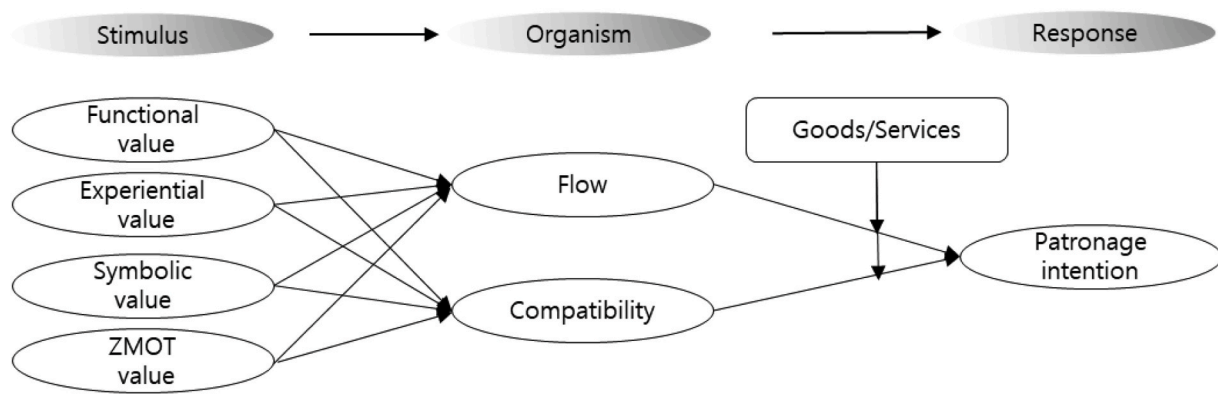 Stimulus
Organism
Response
Functional
value
Goods/Services
Experiential
value
Flow
Symbolic
value
Patronage
intention
Compatibility
ZMOT
value